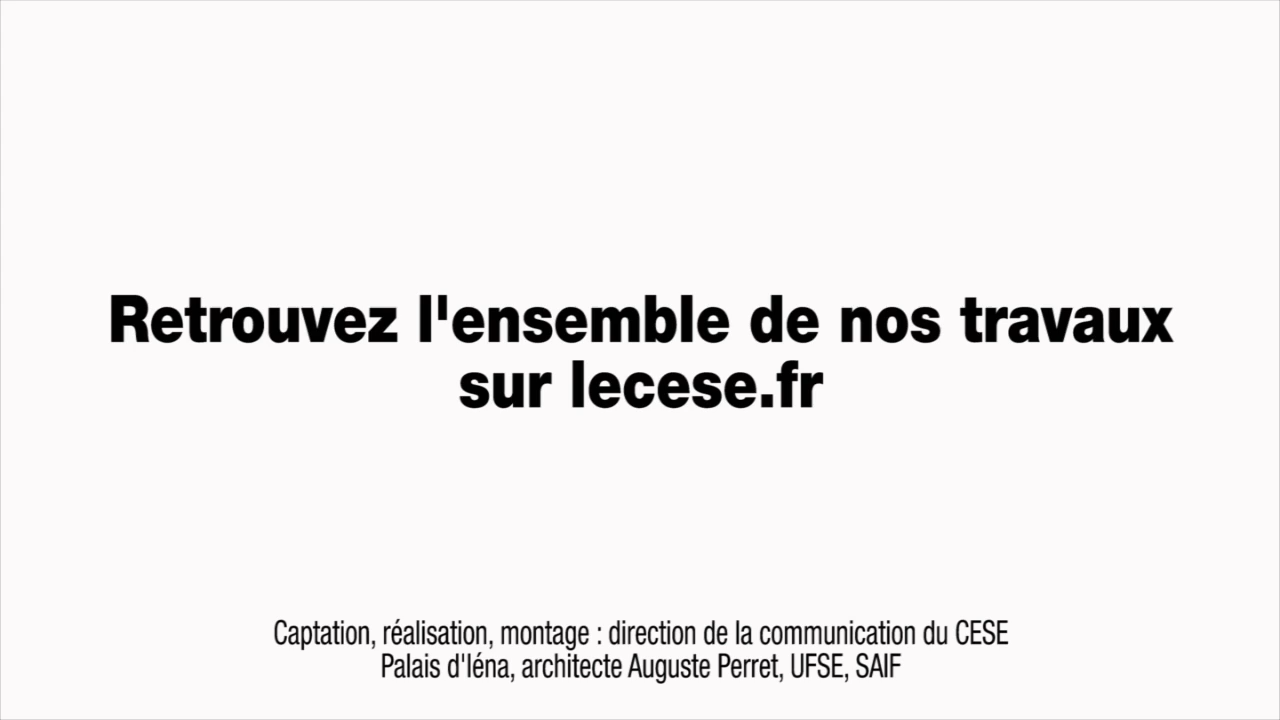 Retrouvez l'ensemble de nos travaux
sur lecese.fr
Captation, réalisation, montage : direction de la communication du CESE
Palais d'Iéna, architecte Auguste Perret, UFSE, SAIF